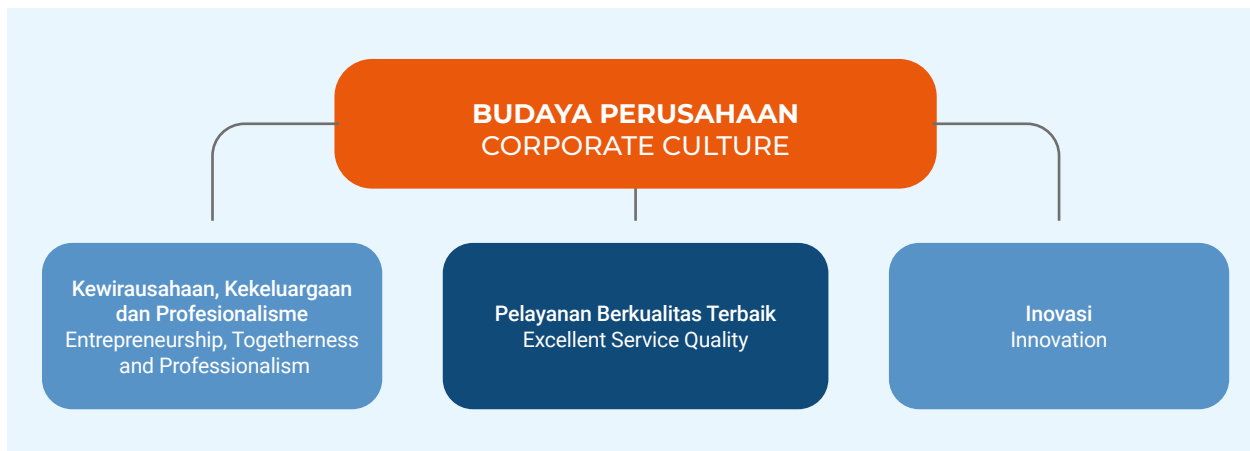 BUDAYA PERUSAHAAN
CORPORATE CULTURE
Kewirausahaan, Kekeluargaan
dan Profesionalisme
Entrepreneurship, Togetherness
and Professionalism
Pelayanan Berkualitas Terbaik
Excellent Service Quality
Inovasi
Innovation